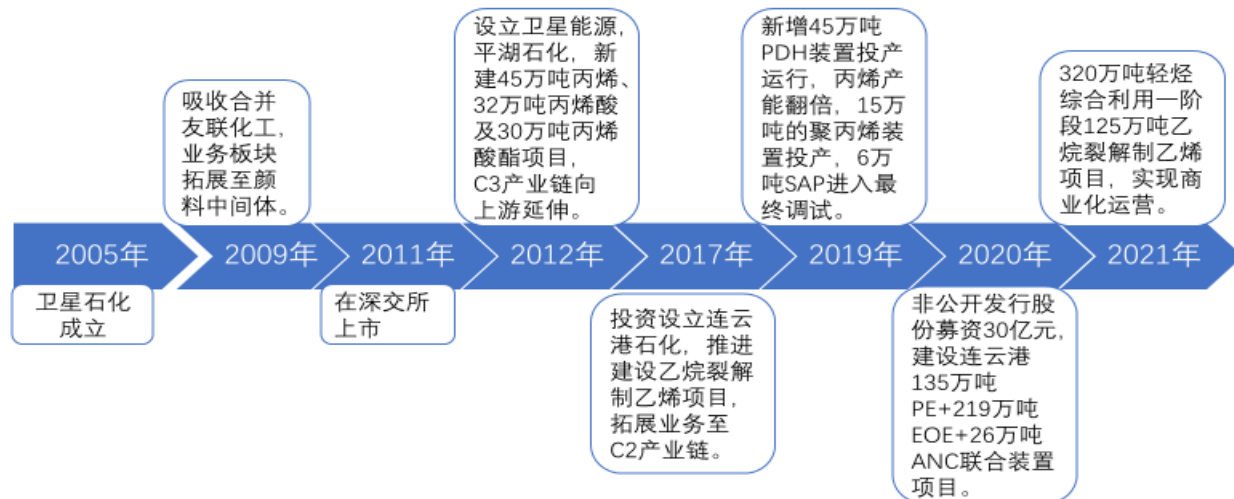 吸收合并
友联化工，
业务板块
拓展至颜
料中间体。
设立卫星能源，
平湖石化，新
建45万吨丙烯、
32万吨丙烯酸
及30万吨丙烯
酸酯项目，
C3产业链向
上游延伸。
新增45万吨
PDH装置投产
运行，丙烯产
能翻倍，15万
吨的聚丙烯装
置投产，6万
吨SAP进入最
终调试。
320万吨轻烃
综合利用一阶
段125万吨乙
烷裂解制乙烯
项目，实现商
业化运营。
2005年
2009年
2011年
2012年
2017年
2019年
2020年
2021年
卫星石化
成立
在深交所
上市
投资设立连云
港石化，推进
建设乙烷裂解
制乙烯项目，
拓展业务至
C2产业链。
非公开发行股
份募资30亿元，
建设连云港
135万吨
PE+219万吨
EOE+26万吨
ANC联合装置
项目。